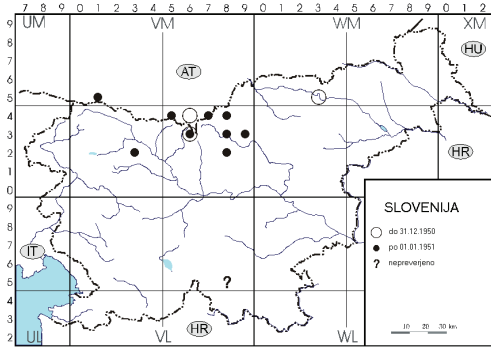 7 8 9 0 1 2 3 4 5 6 7 8 9 0 1 2 3 4 5 6 7 8 9 0 1 2
UM VM WM XM
9
8
7
6
5
4
3
2
1
0
9
8
7
6
5
4
3
2
AT
HU
HR
IT
?
HR
UL VL WL
SLOVENIJA
do 31.12.1950
po 01.01.1951
? nepreverjeno
10 20 30 km